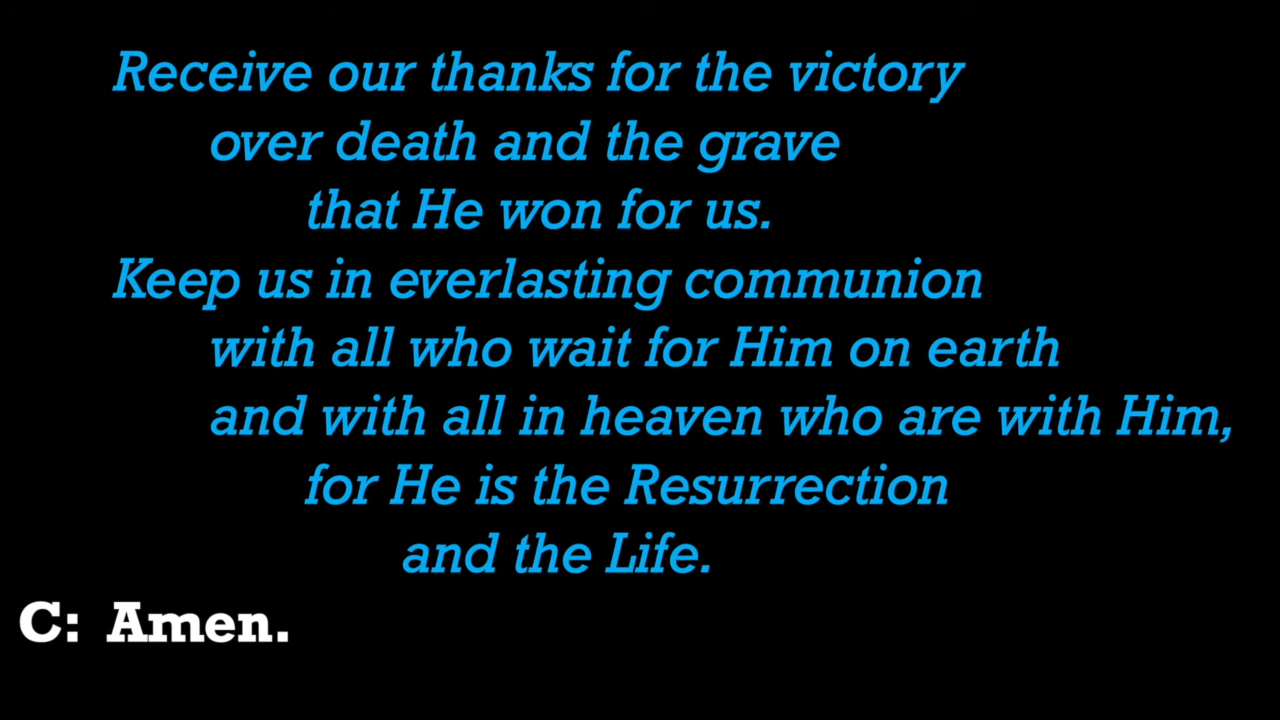 Receive our thanks for the victory
over death and the grave
that He won for us.
Keep us in everlasting communion
with all who wait for Him on earth
and with all in heaven who are with Him,
for He is the Resurrection
and the Life.
C: Amen.